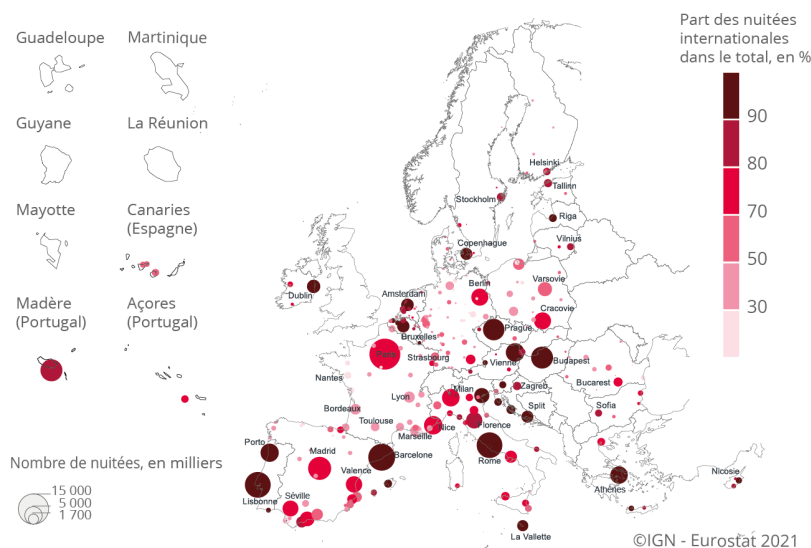 Guadeloupe
Martinique
Guyane
La Réunion
Mayotte
Canaries
(Espagne)
Madère
(Portugal)
Açores
(Portugal)
Nombre de nuitées, en milliers
15 000
5 000
1 700
Part des nuitées
internationales
dans le total, en %
90
80
70
50
30
Helsinki
Tallinn
Stockholm
Riga
Vilnius
Copenhague
Dublin
Amsterdam
Berlin
Varsovie
Cracovie
Bruxelles
Prague
Paris
Strasbourg
Vienne
Budapest
Nantes
Lyon
Milan
Zagreb
Bucarest
Bordeaux
Split
Sofia
Toulouse
Nice
Florence
Marseille
Porto
Madrid
Barcelone
Rome
Valence
Lisbonne
Séville
Athènes
Nicosie
La Vallette
©IGN - Eurostat 2021